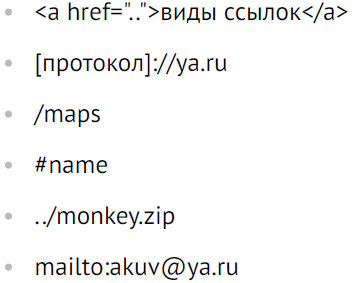 <a href="..">виды ссылок</a>
[протокол]://ya.ru
/maps
#name
../monkey.zip
mailto:akuv@ya.ru